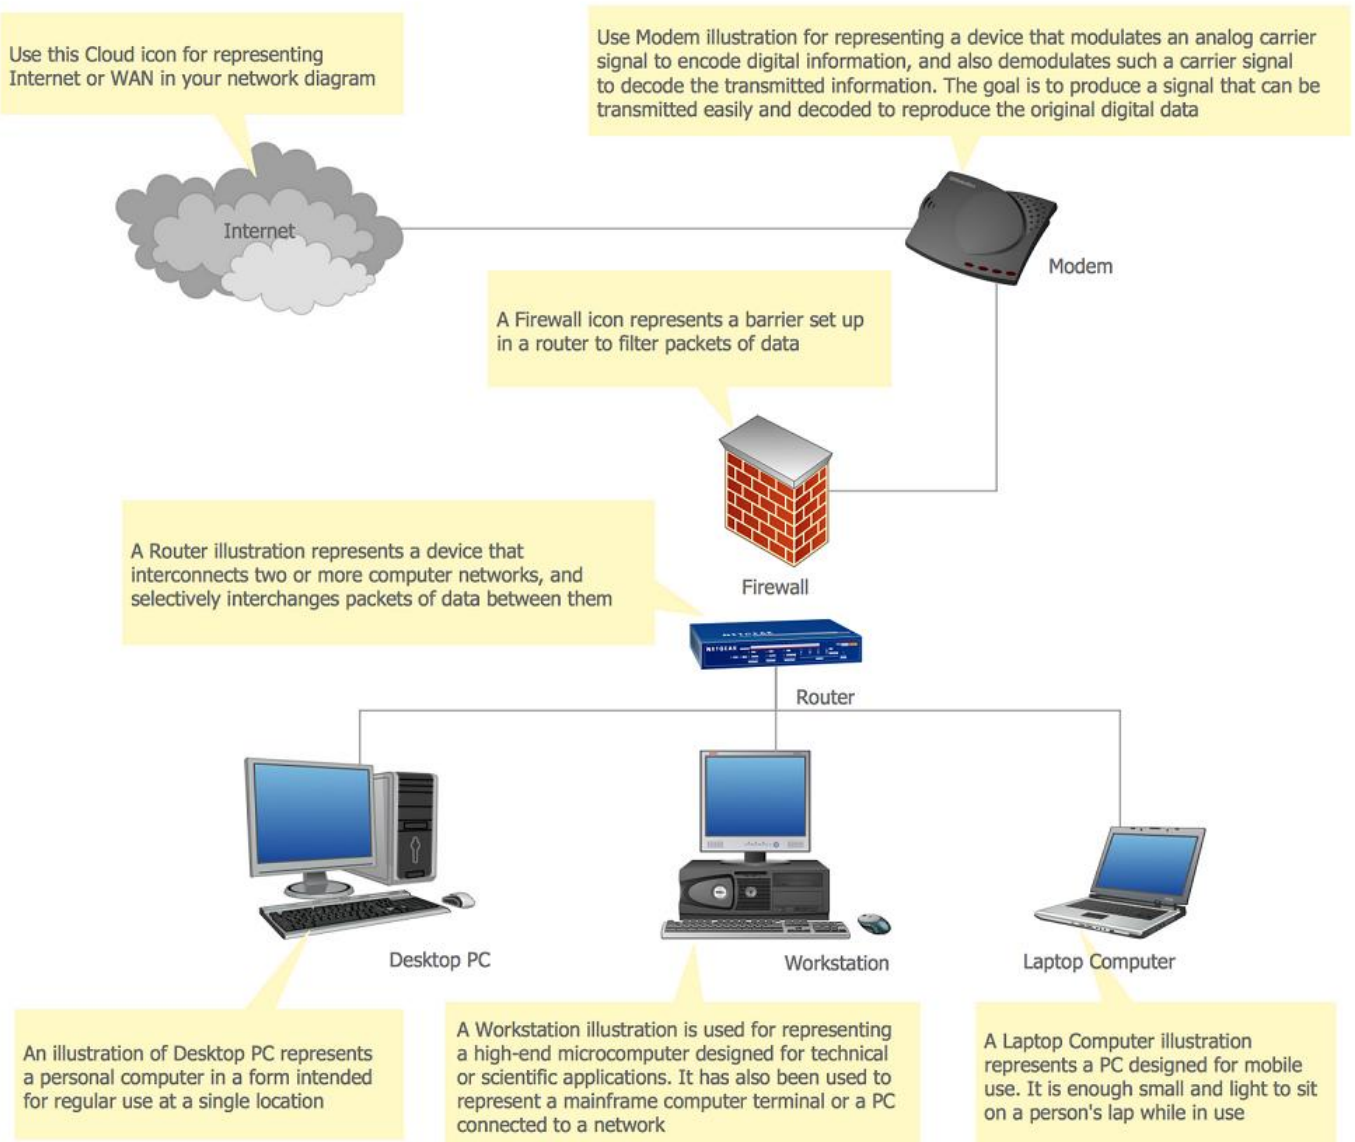 Use this Cloud icon for representing
Internet or WAN in your network diagram
Use Modem illustration for representing a device that modulates an analog carrier
signal to encode digital information, and also demodulates such a carrier signal
to decode the transmitted information. The goal is to produce a signal that can be
transmitted easily and decoded to reproduce the original digital data
Internet
Modem
A Firewall icon represents a barrier set up
in a router to filter packets of data
A Router illustration represents a device that
interconnects two or more computer networks, and
selectively interchanges packets of data between them
Firewall
NETGEAR
NETGEAR
Router
Desktop PC
Workstation
Laptop Computer
An illustration of Desktop PC represents
a personal computer in a form intended
for regular use at a single location
A Workstation illustration is used for representing
a high-end microcomputer designed for technical
or scientific applications. It has also been used to
represent a mainframe computer terminal or a PC
connected to a network
A Laptop Computer illustration
represents a PC designed for mobile
use. It is enough small and light to sit
on a person's lap while in use